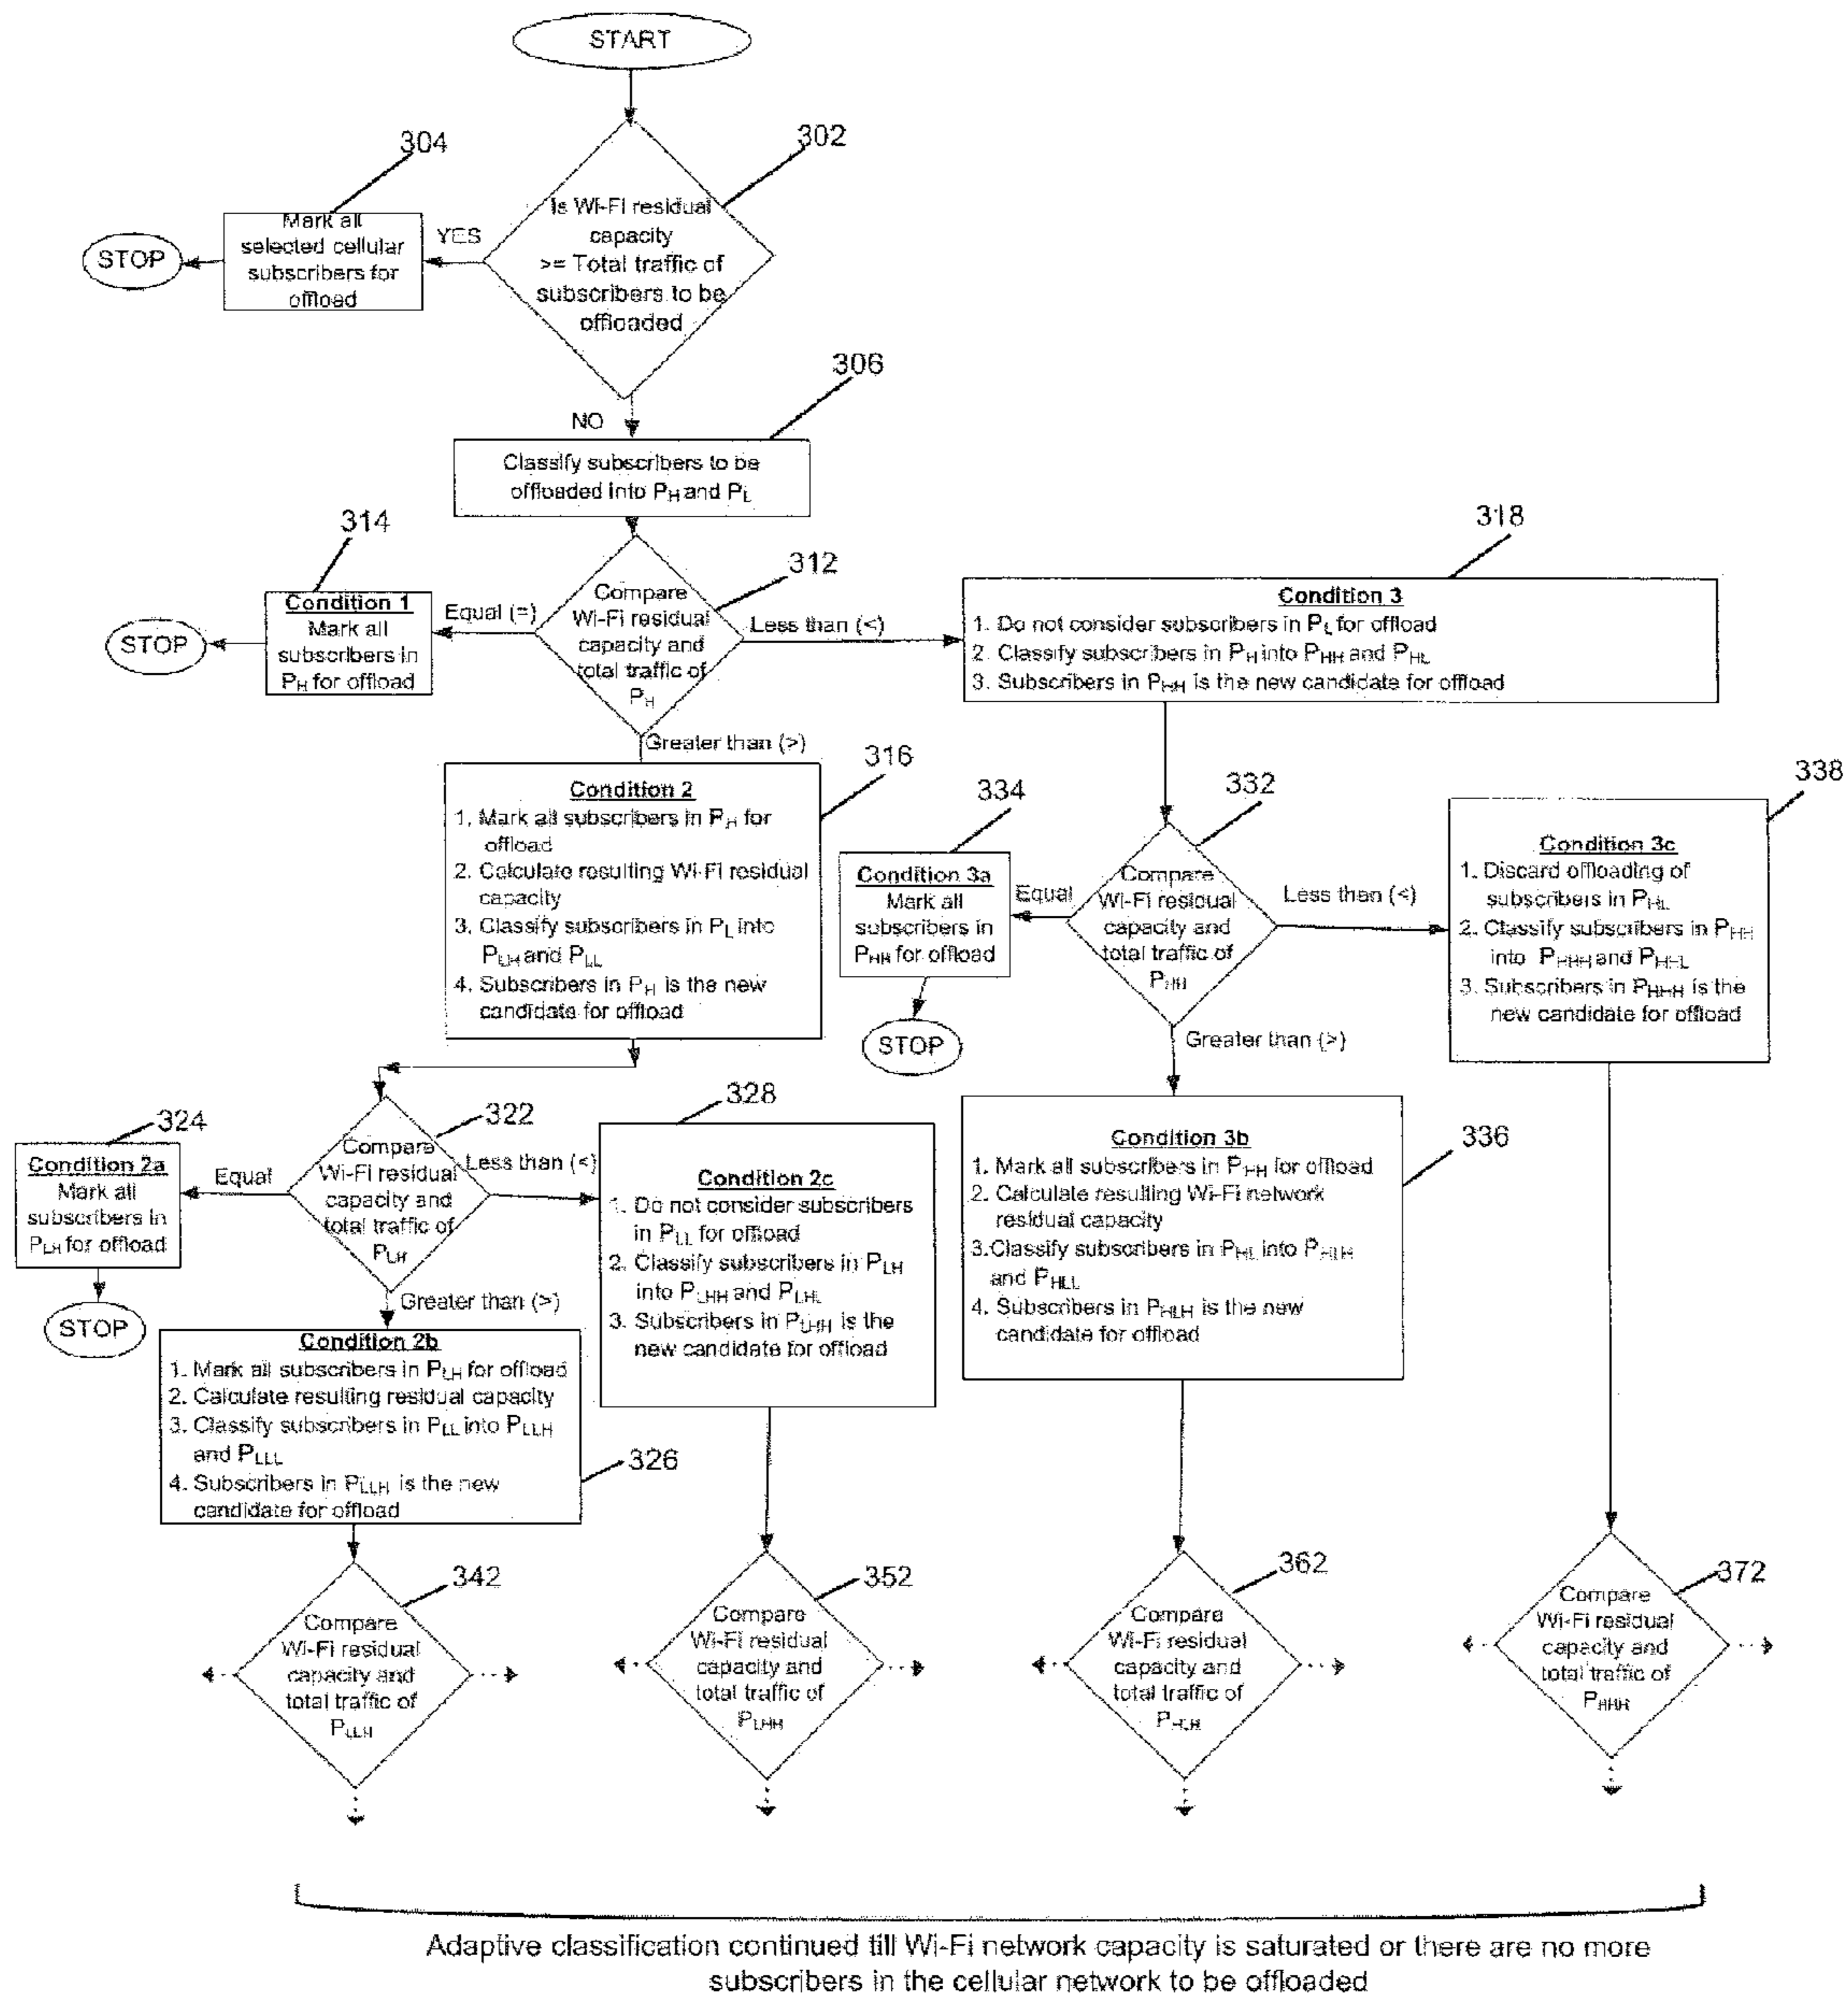 START
302
304
Is Wi-Fi residual
capacity
>= Total traffic of
subscribers to be
offloaded
YES
Mark all
selected cellular
subscribers for
offload
STOP
NO
306
Classify subscribers to be
offloaded into PH and PL
314
312
318
Compare
Wi-Fi residual
capacity and
total traffic of
PH
Equal (=)
Condition 1
Mark all
subscribers in
PH for offload
STOP
Less than (<)
Condition 3
1. Do not consider subscribers in PL for offload
2. Classify subscribers in PH into PHH and PHL
3. Subscribers in PHH is the new candidate for offload
Greater than (>)
316
Condition 2
1. Mark all subscribers in PH for
offload
2. Calculate resulting Wi-Fi residual
capacity
3. Classify subscribers in PL into
PLH and PLL
4. Subscribers in PH is the new
candidate for offload
334
332
338
Condition 3a
Mark all
subscribers in
PHH for offload
STOP
Equal
Compare
Wi-Fi residual
capacity and
total traffic of
PHH
Less than (<)
Condition 3c
1. Discard offloading of
subscribers in PHL
2. Classify subscribers in PHH
into PHHH and PHHL
3. Subscribers in PHHH is the
new candidate for offload
Greater than (>)
324
322
328
336
Condition 2a
Mark all
subscribers in
PLH for offload
STOP
Equal
Compare
Wi-Fi residual
capacity and
total traffic of
PLH
Less than (<)
Condition 2c
1. Do not consider subscribers
in PLL for offload
2. Classify subscribers in PLH
into PLHH and PLHL
3. Subscribers in PLHH is the
new candidate for offload
Condition 3b
1. Mark all subscribers in PHH for offload
2. Calculate resulting Wi-Fi network
residual capacity
3.Classify subscribers in PHL into PHLH
and PHLL
4. Subscribers in PHLH is the new
candidate for offload
Greater than (>)
Condition 2b
1. Mark all subscribers in PLH for offload
2. Calculate resulting residual capacity
3. Classify subscribers in PLL into PLLH
and PLLL
4. Subscribers in PLLH is the new
candidate for offload
326
342
Compare
Wi-Fi residual
capacity and
total traffic of
PLLH
352
Compare
Wi-Fi residual
capacity and
total traffic of
PLHH
362
Compare
Wi-Fi residual
capacity and
total traffic of
PHLH
372
Compare
Wi-Fi residual
capacity and
total traffic of
PHHH
Adaptive classification continued till Wi-Fi network capacity is saturated or there are no more
subscribers in the cellular network to be offloaded